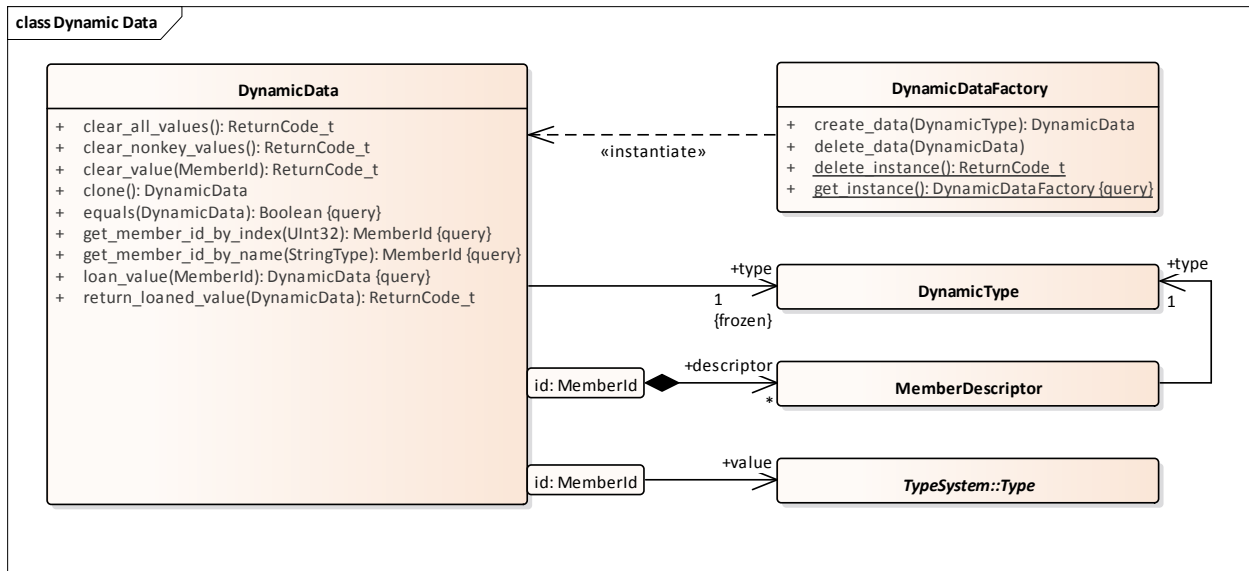 class Dynamic Data
DynamicData
+ clear_all_values(): ReturnCode_t
+ clear_nonkey_values(): ReturnCode_t
+ clear_value(MemberId): ReturnCode_t
+ clone(): DynamicData
+ equals(DynamicData): Boolean {query}
+ get_member_id_by_index(UInt32): MemberId {query}
+ get_member_id_by_name(StringType): MemberId {query}
+ loan_value(MemberId): DynamicData {query}
+ return_loaned_value(DynamicData): ReturnCode_t
DynamicDataFactory
+ create_data(DynamicType): DynamicData
+ delete_data(DynamicData)
+ delete_instance(): ReturnCode_t
+ get_instance(): DynamicDataFactory {query}
«instantiate»
+type
1
{frozen}
DynamicType
+type
1
id: MemberId
+descriptor
*
MemberDescriptor
id: MemberId
+value
TypeSystem::Type